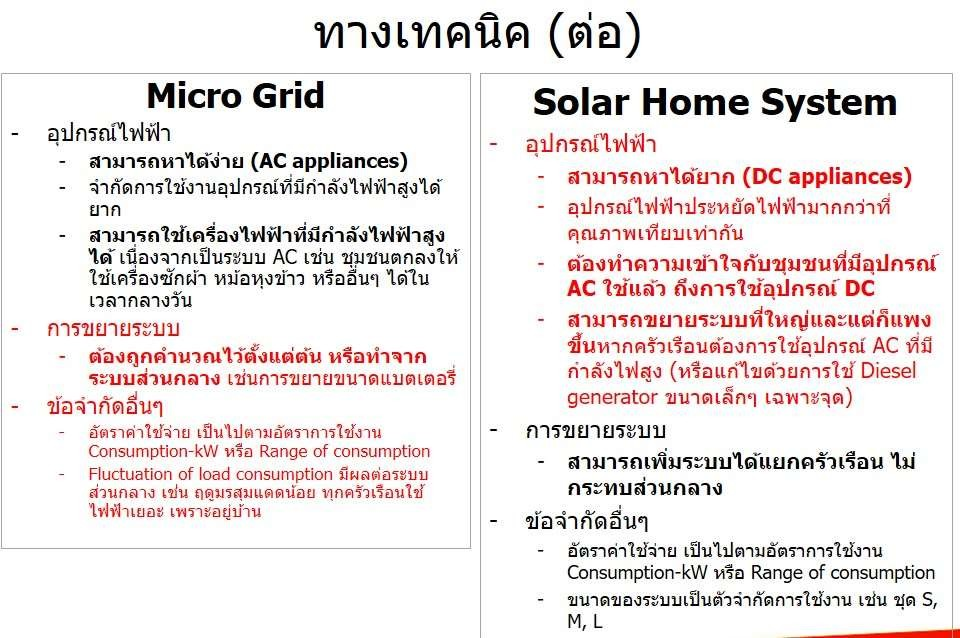 ทางเทคนิค (ต่อ)
Micro Grid
- อุปกรณ์ไฟฟ้า
- สามารถหาได้ง่าย (AC appliances)
- จำกัดการใช้งานอุปกรณ์ที่มีกำลังไฟฟ้าสูงได้
ยาก
- สามารถใช้เครื่องไฟฟ้าที่มีกำลังไฟฟ้าสูง
ได้ เนื่องจากเป็นระบบ AC เช่น ชุมชนตกลงให้
ใช้เครื่องซักผ้า หม้อหุงข้าว หรืออื่นๆ ได้ใน
เวลากลางวัน
- การขยายระบบ
- ต้องถูกคำนวณไว้ตั้งแต่ต้น หรือทำจาก
ระบบส่วนกลาง เช่นการขยายขนาดแบตเตอรี่
- ข้อจำกัดอื่นๆ
- อัตราค่าใช้จ่าย เป็นไปตามอัตราการใช้งาน
Consumption-kW หรือ Range of consumption
- Fluctuation of load consumption มีผลต่อระบบ
ส่วนกลาง เช่น ฤดูมรสุมแดดน้อย ทุกครัวเรือนใช้
ไฟฟ้าเยอะ เพราะอยู่บ้าน
Solar Home System
- อุปกรณ์ไฟฟ้า
- สามารถหาได้ยาก (DC appliances)
- อุปกรณ์ไฟฟ้าประหยัดไฟฟ้ามากกว่าที่
คุณภาพเทียบเท่ากัน
- ต้องทำความเข้าใจกับชุมชนที่มีอุปกรณ์
AC ใช้แล้ว ถึงการใช้อุปกรณ์ DC
- สามารถขยายระบบที่ใหญ่และแต่ก็แพง
ขึ้นหากครัวเรือนต้องการใช้อุปกรณ์ AC ที่มี
กำลังไฟสูง (หรือแก้ไขด้วยการใช้ Diesel
generator ขนาดเล็กๆ เฉพาะจุด)
- การขยายระบบ
- สามารถเพิ่มระบบได้แยกครัวเรือน ไม่
กระทบส่วนกลาง
- ข้อจำกัดอื่นๆ
- อัตราค่าใช้จ่าย เป็นไปตามอัตราการใช้งาน
Consumption-kW หรือ Range of consumption
- ขนาดของระบบเป็นตัวจำกัดการใช้งาน เช่น ชุด S,
M, L